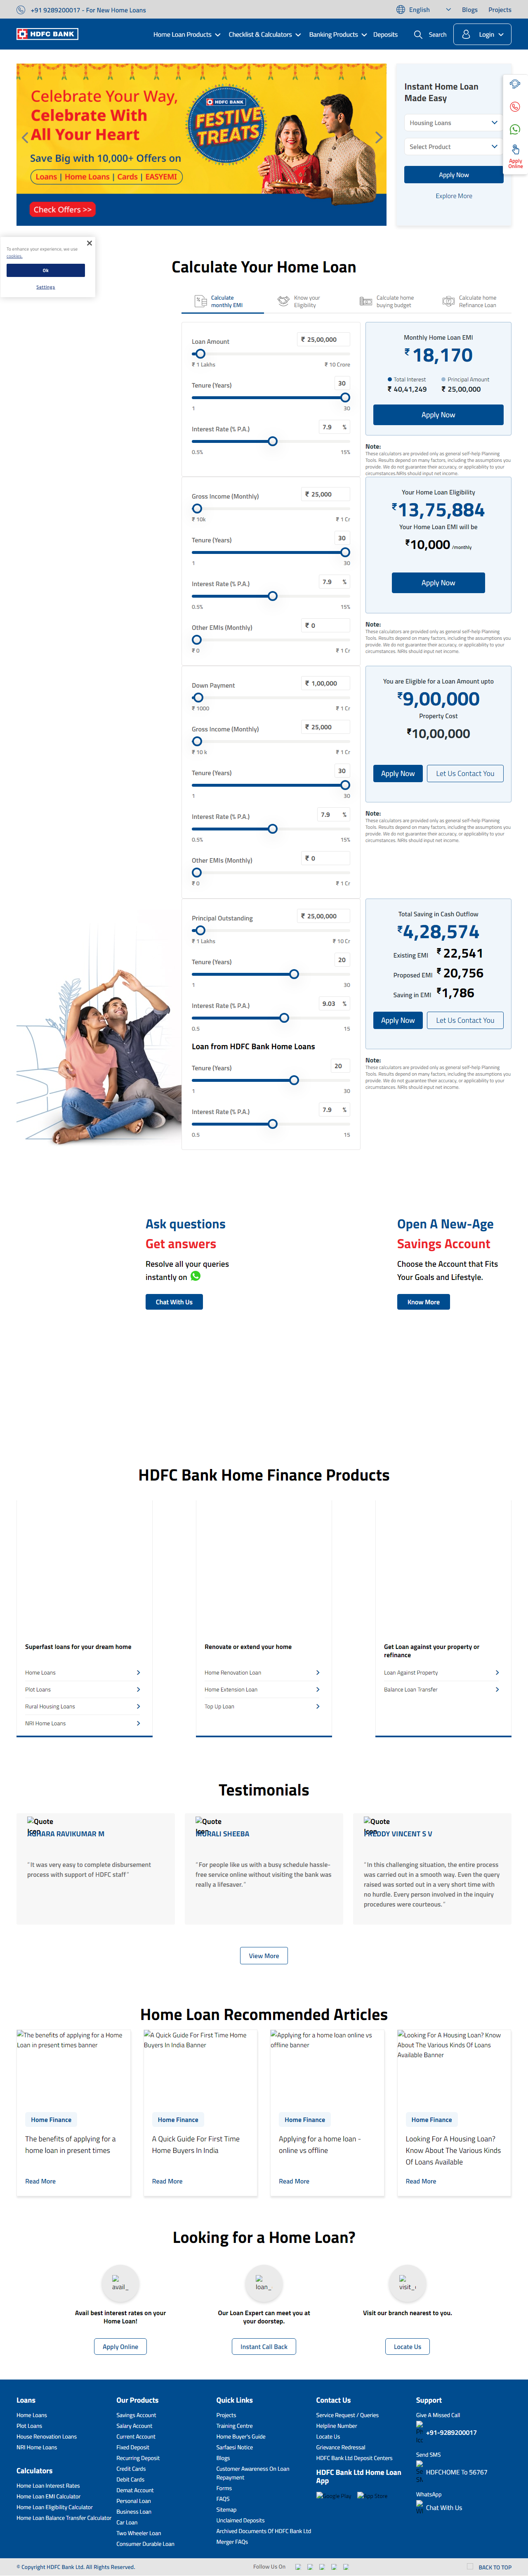 +91 9289200017 - For New Home Loans
English
Blogs
Projects
HDFC BANK
Home Loan Products
Checklist & Calculators
Banking Products
Deposits
Search
Login
Celebrate Your Way,
Celebrate With
All Your Heart
HDFC BANK
FESTIVE
TREATS
Save Big with 10,000+ Offers on
Loans | Home Loans | Cards | EASYEMI
Check Offers >>
Instant Home Loan
Made Easy
Housing Loans
Select Product
Apply Now
Explore More
Apply
Online
To enhance your experience, we use
cookies.
Ok
Settings
Calculate Your Home Loan
Calculate
monthly EMI
Know your
Eligibility
Calculate home
buying budget
Calculate home
Refinance Loan
Loan Amount
₹ 25,00,000
₹ 1 Lakhs
₹ 10 Crore
Tenure (Years)
30
1
30
Interest Rate (% P.A.)
7.9 %
0.5%
15%
Monthly Home Loan EMI
₹ 18,170
Total Interest
₹ 40,41,249
Principal Amount
₹ 25,00,000
Apply Now
Note:
These calculators are provided only as general self-help Planning
Tools. Results depend on many factors, including the assumptions you
provide. We do not guarantee their accuracy, or applicability to your
circumstances.NRIs should input net income.
Gross Income (Monthly)
₹ 25,000
₹ 10k
₹ 1 Cr
Tenure (Years)
30
1
30
Interest Rate (% P.A.)
7.9 %
0.5%
15%
Other EMIs (Monthly)
₹ 0
₹ 0
₹ 1 Cr
Your Home Loan Eligibility
₹13,75,884
Your Home Loan EMI will be
₹10,000 /monthly
Apply Now
Note:
These calculators are provided only as general self-help Planning
Tools. Results depend on many factors, including the assumptions you
provide. We do not guarantee their accuracy, or applicability to your
circumstances. NRIs should input net income.
Down Payment
₹ 1,00,000
₹ 1000
₹ 1 Cr
Gross Income (Monthly)
₹ 25,000
₹ 10 k
₹ 1 Cr
Tenure (Years)
30
1
30
Interest Rate (% P.A.)
7.9 %
0.5%
15%
Other EMIs (Monthly)
₹ 0
₹ 0
₹ 1 Cr
You are Eligible for a Loan Amount upto
₹9,00,000
Property Cost
₹10,00,000
Apply Now
Let Us Contact You
Note:
These calculators are provided only as general self-help Planning
Tools. Results depend on many factors, including the assumptions you
provide. We do not guarantee their accuracy, or applicability to your
circumstances. NRIs should input net income.
Principal Outstanding
₹ 25,00,000
₹ 1 Lakhs
₹ 10 Cr
Tenure (Years)
20
1
30
Interest Rate (% P.A.)
9.03 %
0.5
15
Loan from HDFC Bank Home Loans
Tenure (Years)
20
1
30
Interest Rate (% P.A.)
7.9 %
0.5
15
Total Saving in Cash Outflow
₹4,28,574
Existing EMI ₹ 22,541
Proposed EMI ₹ 20,756
Saving in EMI ₹1,786
Apply Now
Let Us Contact You
Note:
These calculators are provided only as general self-help Planning
Tools. Results depend on many factors, including the assumptions you
provide. We do not guarantee their accuracy, or applicability to your
circumstances. NRIs should input net income.
Ask questions
Get answers
Resolve all your queries
instantly on
Chat With Us
Open A New-Age
Savings Account
Choose the Account that Fits
Your Goals and Lifestyle.
Know More
HDFC Bank Home Finance Products
Superfast loans for your dream home
Home Loans
Plot Loans
Rural Housing Loans
NRI Home Loans
Renovate or extend your home
Home Renovation Loan
Home Extension Loan
Top Up Loan
Get Loan against your property or
refinance
Loan Against Property
Balance Loan Transfer
Testimonials
Quote
RAVIKUMAR M
"It was very easy to complete disbursement
process with support of HDFC staff"
Quote
SHEEBA
"For people like us with a busy schedule hassle-
free service online without visiting the bank was
really a lifesaver."
Quote
VINCENT S V
"In this challenging situation, the entire process
was carried out in a smooth way. Even the query
raised was sorted out in a very short time with
no hurdle. Every person involved in the inquiry
procedures were courteous."
View More
Home Loan Recommended Articles
The benefits of applying for a Home
Loan in present times banner
Home Finance
The benefits of applying for a
home loan in present times
Read More
A Quick Guide For First Time Home
Buyers In India Banner
Home Finance
A Quick Guide For First Time
Home Buyers In India
Read More
Applying for a home loan online vs
offline banner
Home Finance
Applying for a home loan -
online vs offline
Read More
Looking For A Housing Loan? Know
About The Various Kinds Of Loans
Available Banner
Home Finance
Looking For A Housing Loan?
Know About The Various Kinds
Of Loans Available
Read More
Looking for a Home Loan?
avail_
Avail best interest rates on your
Home Loan!
Apply Online
loan_
Our Loan Expert can meet you at
your doorstep.
Instant Call Back
visit_
Visit our branch nearest to you.
Locate Us
Loans
Home Loans
Plot Loans
House Renovation Loans
NRI Home Loans
Calculators
Home Loan Interest Rates
Home Loan EMI Calculator
Home Loan Eligibility Calculator
Home Loan Balance Transfer Calculator
Our Products
Savings Account
Salary Account
Current Account
Fixed Deposit
Recurring Deposit
Credit Cards
Debit Cards
Demat Account
Personal Loan
Business Loan
Car Loan
Two Wheeler Loan
Consumer Durable Loan
Quick Links
Projects
Training Centre
Home Buyer's Guide
Sarfaesi Notice
Blogs
Customer Awareness On Loan
Repayment
Forms
FAQS
Sitemap
Unclaimed Deposits
Archived Documents Of HDFC Bank Ltd
Merger FAQs
Contact Us
Service Request / Queries
Helpline Number
Locate Us
Grievance Redressal
HDFC Bank Ltd Deposit Centers
HDFC Bank Ltd Home Loan
App
Google Play
App Store
Support
Give A Missed Call
+91-9289200017
Send SMS
HDFCHOME To 56767
WhatsApp
Chat With Us
© Copyright HDFC Bank Ltd. All Rights Reserved.
Follow Us On
BACK TO TOP